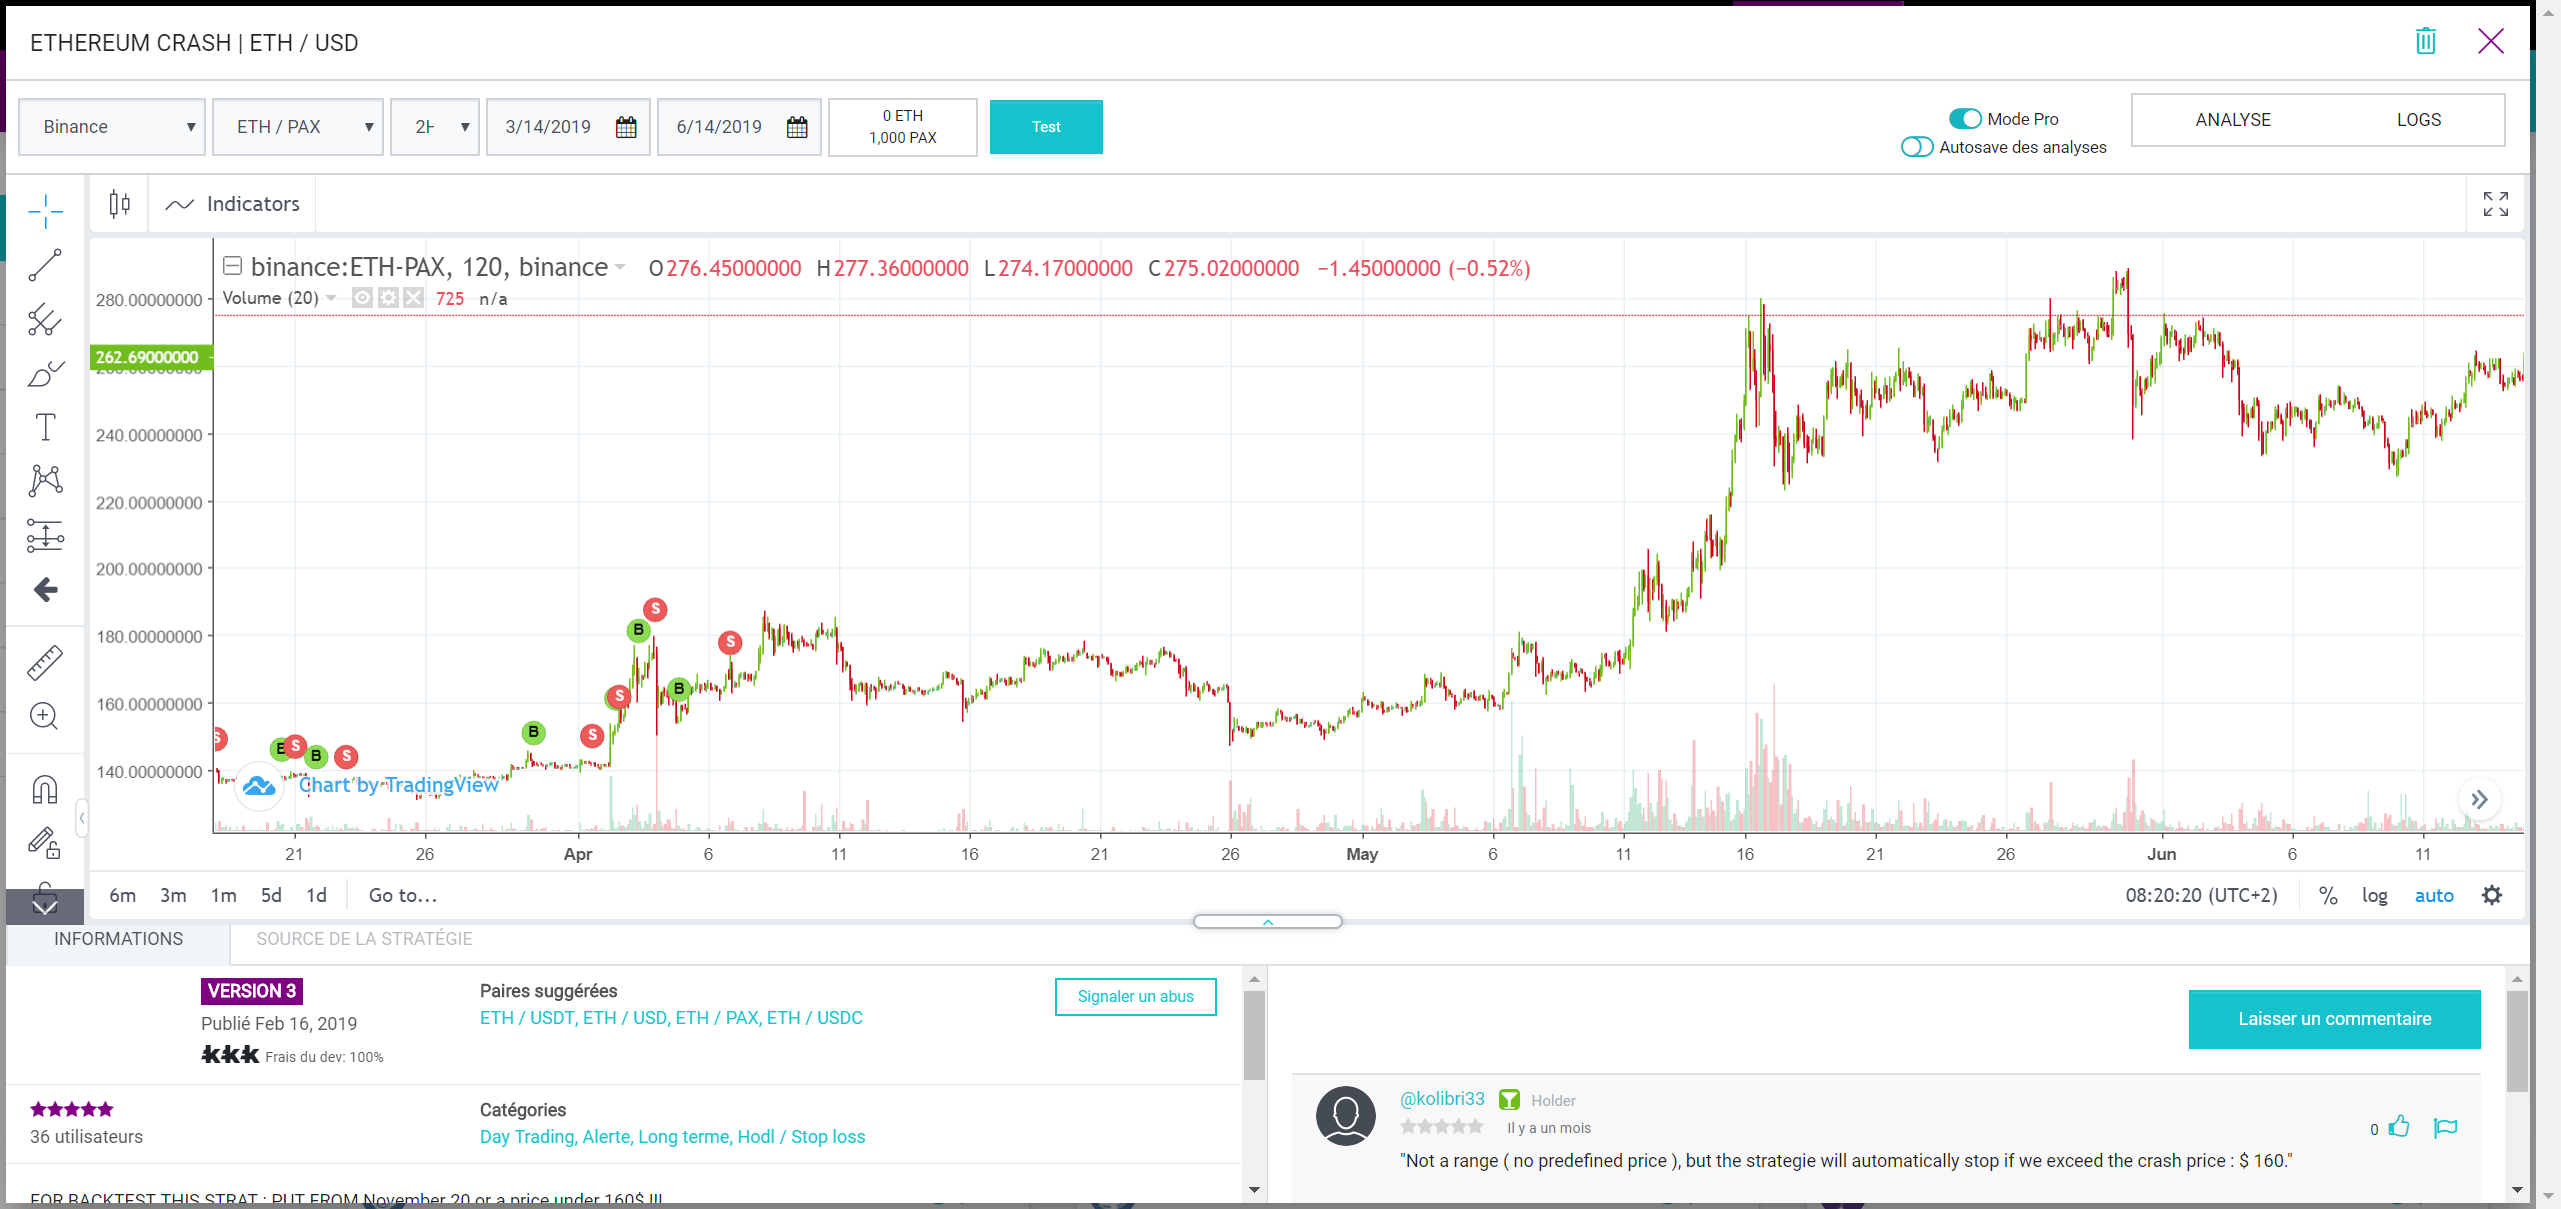 ETHEREUM CRASH | ETH / USD
Binance
ETH / PAX
2H
3/14/2019
6/14/2019
0 ETH
1,000 PAX
Test
Mode Pro
Autosave des analyses
ANALYSE
LOGS
Indicators
binance:ETH-PAX, 120, binance O276.45000000 H277.36000000 L274.17000000 C275.02000000 −1.45000000 (−0.52%)
Volume (20) 725 n/a
280.00000000
262.69000000
260.00000000
240.00000000
220.00000000
200.00000000
180.00000000
160.00000000
140.00000000
S
B
S
B
S
B
S
S
B
S
B
S
Chart by TradingView
21 26 Apr 6 11 16 21 26 May 6 11 16 21 26 Jun 6 11
6m 3m 1m 5d 1d Go to...
08:20:20 (UTC+2) % log auto
INFORMATIONS
SOURCE DE LA STRATÉGIE
VERSION 3
Publié Feb 16, 2019
Frais du dev: 100%
Paires suggérées
ETH / USDT, ETH / USD, ETH / PAX, ETH / USDC
Signaler un abus
36 utilisateurs
Catégories
Day Trading, Alerte, Long terme, Hodl / Stop loss
FOR BACKTEST THIS STRAT : PUT FROM November 20 or a price under 160$ !!!
Laisser un commentaire
@kolibri33 Holder
Il y a un mois
0
"Not a range ( no predefined price ), but the strategie will automatically stop if we exceed the crash price : $ 160."